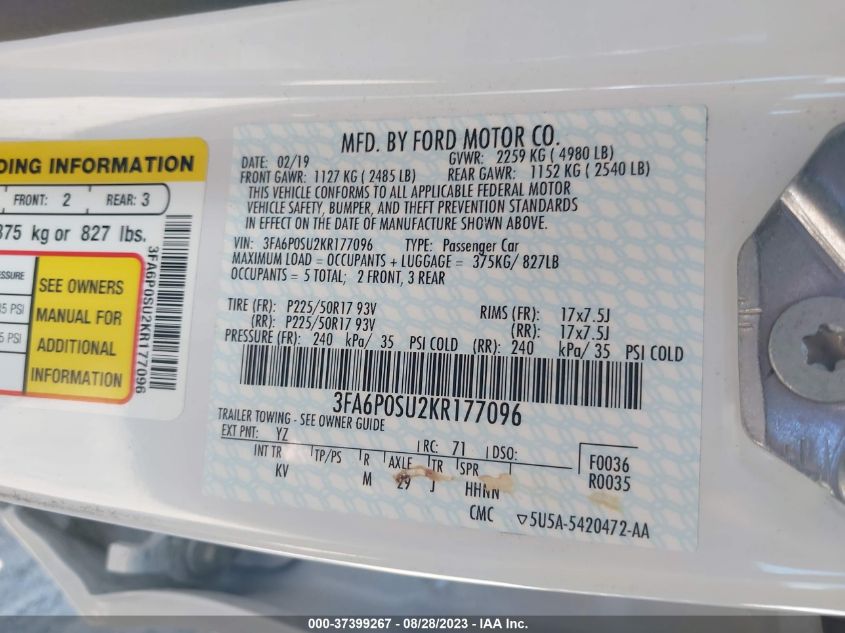 DING INFORMATION
FRONT: 2 REAR: 3
375 kg or 827 lbs.
3FA6P0SU2KR177096
ESSURE
35 PSI
5 PSI
SEE OWNERS
MANUAL FOR
ADDITIONAL
INFORMATION
MFD. BY FORD MOTOR CO.
DATE: 02/19 GVWR: 2259 KG ( 4980 LB)
FRONT GAWR: 1127 KG ( 2485 LB) REAR GAWR: 1152 KG ( 2540 LB)
THIS VEHICLE CONFORMS TO ALL APPLICABLE FEDERAL MOTOR
VEHICLE SAFETY, BUMPER, AND THEFT PREVENTION STANDARDS
IN EFFECT ON THE DATE OF MANUFACTURE SHOWN ABOVE.
VIN: 3FA6P0SU2KR177096 TYPE: Passenger Car
MAXIMUM LOAD = OCCUPANTS + LUGGAGE = 375KG/ 827LB
OCCUPANTS = 5 TOTAL; 2 FRONT, 3 REAR
TIRE (FR): P225/50R17 93V RIMS (FR): 17x7.5J
(RR): P225/50R17 93V (RR): 17x7.5J
PRESSURE (FR): 240 kPa/ 35 PSI COLD (RR): 240 kPa/ 35 PSI COLD
3FA6P0SU2KR177096
TRAILER TOWING - SEE OWNER GUIDE
EXT PNT: YZ RC: 71 DSO:
INT TR TP/PS R AXLE TR SPR F0036
KV M 29 J HHNN R0035
CMC ▽5U5A-5420472-AA
000-37399267 / 08/28/2023 - IAA Inc.